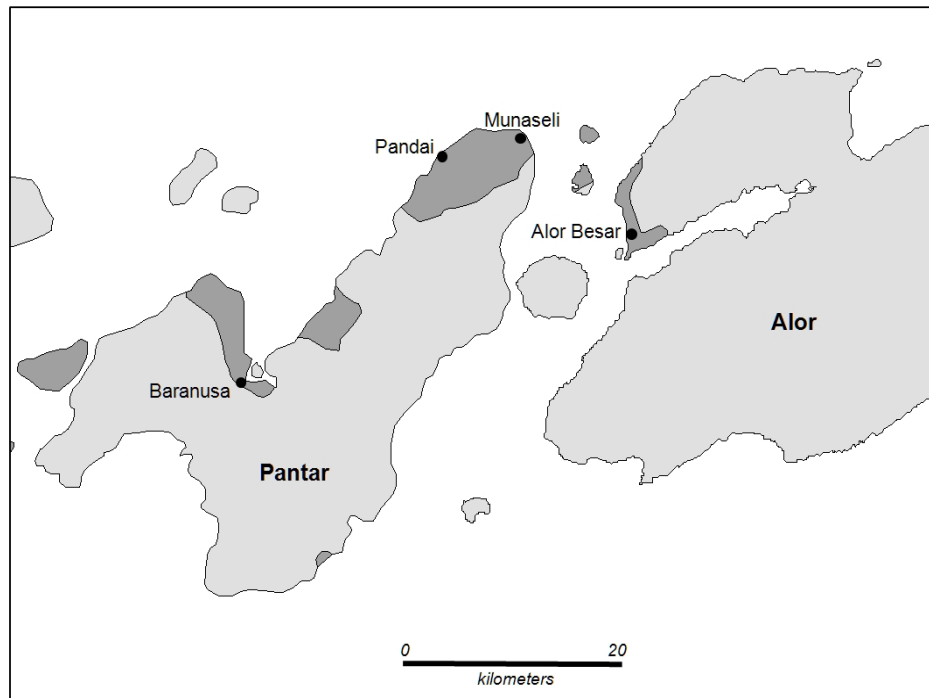 Munaseli
Pandai
Alor Besar
Alor
Baranusa
Pantar
0 20
kilometers